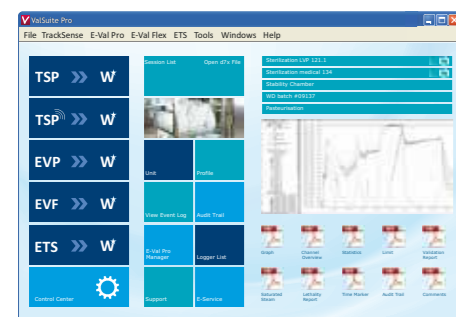 ValSuite Pro
File TrackSense E-Val Pro E-Val Flex ETS Tools Windows Help
TSP W
TSP W
EVP W
EVF W
ETS W
Control Center
Session List
Open d7x File
Unit
Profile
View Event Log
Audit Trail
E-Val Pro
Manager
Logger List
Support
E-Service
Sterilization LVP 121.1
Sterilization medical 134
Stability Chamber
WD batch #09137
Pasteurisation
Graph
Channel
Overview
Statistics
Limit
Validation
Report
Saturated
Steam
Lethality
Report
Time Marker
Audit Trail
Comments